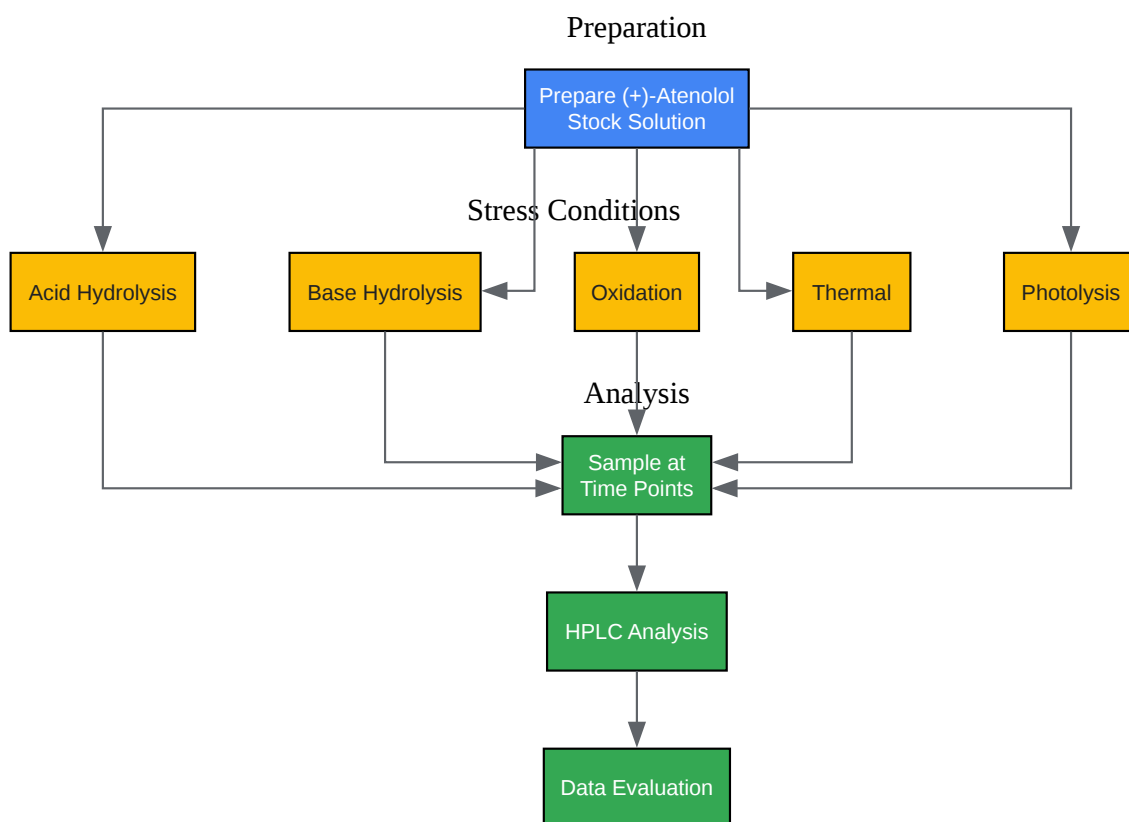 Preparation
Prepare (+)-Atenolol
Stock Solution
Stress Conditions
Acid Hydrolysis
Base Hydrolysis
Oxidation
Thermal
Photolysis
Analysis
Sample at
Time Points
HPLC Analysis
Data Evaluation